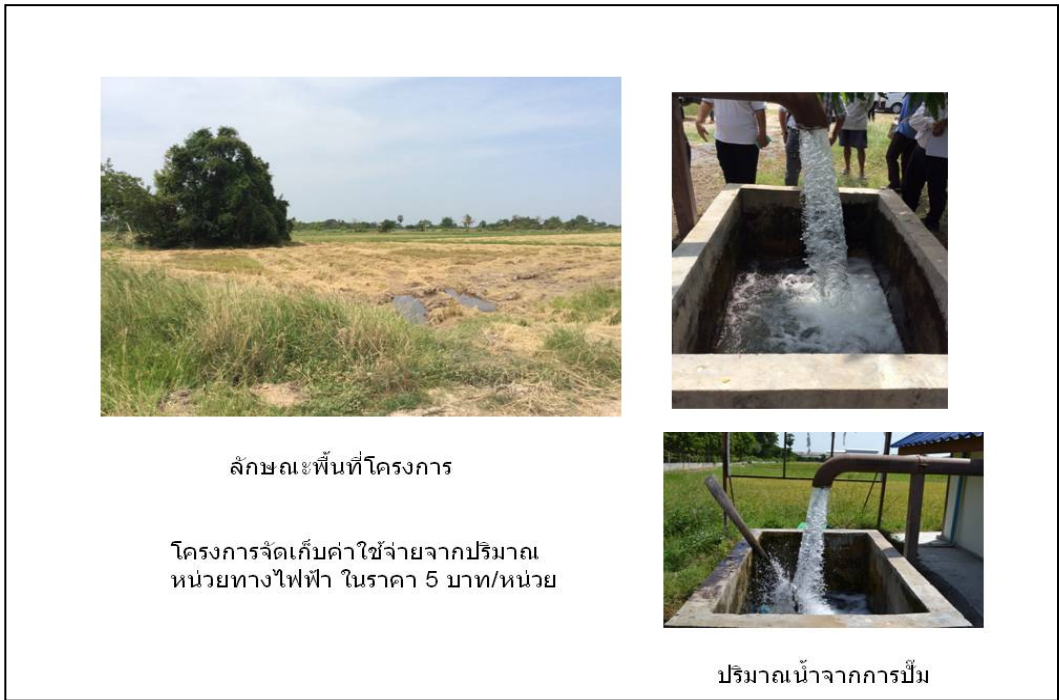 ลักษณะพื้นที่โครงการ
โครงการจัดเก็บค่าใช้จ่ายจากปริมาณ
หน่วยทางไฟฟ้า ในราคา 5 บาท/หน่วย
ปริมาณน้ำจากการปั๊ม